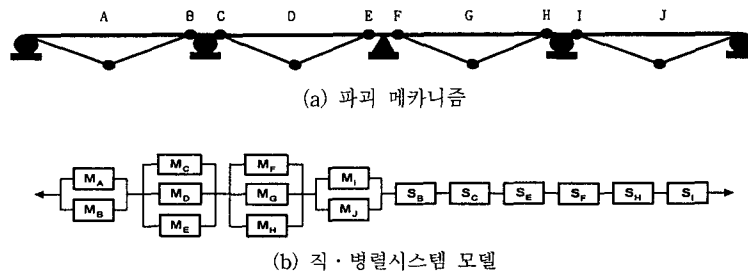 A B C D E F G H I J
(a) 파괴 메카니즘
M_C M_F
M_A M_I
M_D M_G S_B S_C S_E S_F S_H S_I
M_B M_J
M_E M_H
(b) 직·병렬시스템 모델